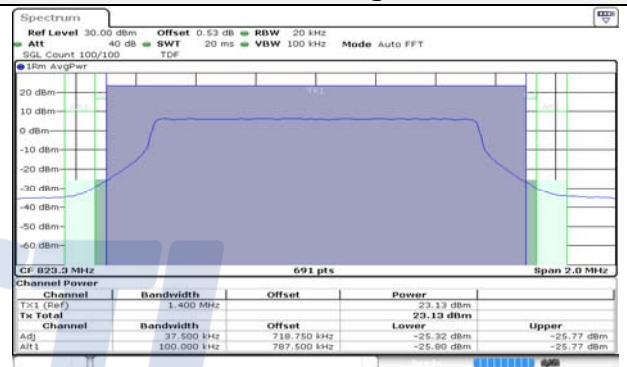 Spectrum
Ref Level 30.00 dBm Offset 0.53 dB RBW 20 kHz
Att 40 dB SWT 20 ms VBW 100 kHz Mode Auto FFT
SGL Count 100/100 TDF
1Rm AvgPwr
TX1
20 dBm
10 dBm
0 dBm
-10 dBm
-20 dBm
-30 dBm
-40 dBm
-50 dBm
-60 dBm
CF 823.3 MHz 691 pts Span 2.0 MHz
Channel Power
Channel Bandwidth Offset Power
TX1 (Ref) 1.400 MHz 23.13 dBm
Tx Total 23.13 dBm
Channel Bandwidth Offset Lower Upper
Adj 37.500 kHz 718.750 kHz -25.32 dBm -25.77 dBm
Alt1 100.000 kHz 787.500 kHz -25.80 dBm -25.77 dBm